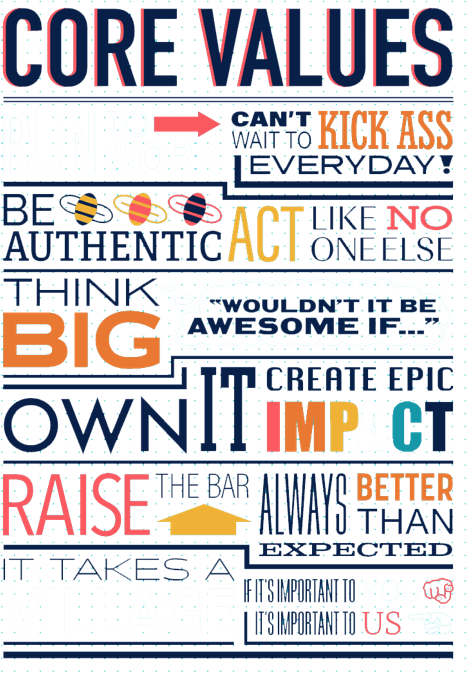 CORE VALUES
CAN'T
WAIT TO
KICK ASS
EVERYDAY!
BE
AUTHENTIC
ACT
LIKE NO
ONE ELSE
THINK
BIG
"WOULDN'T IT BE
AWESOME IF..."
OWN IT
CREATE EPIC
IMP CT
RAISE
THE BAR
ALWAYS
BETTER
THAN
EXPECTED
IT TAKES A
IF IT'S IMPORTANT TO
IT'S IMPORTANT TO US